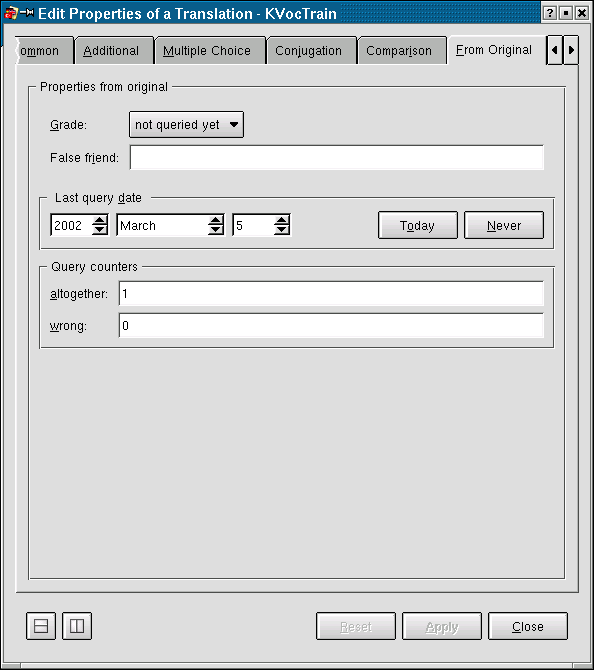 Edit Properties of a Translation - KVocTrain
ommon Additional Multiple Choice Conjugation Comparison From Original
Properties from original
Grade: not queried yet
False friend:
Last query date
2002 March 5 Today Never
Query counters
altogether: 1
wrong: 0
Reset Apply Close